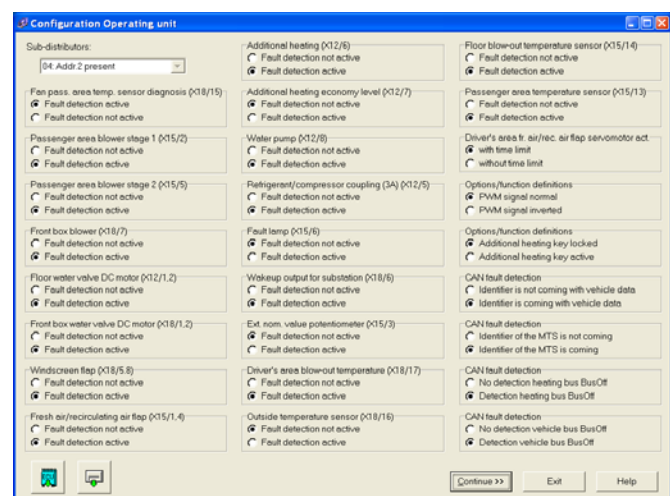 Configuration Operating unit
Sub-distributors:
04: Addr.2 present
Fan pass. area temp. sensor diagnosis (X18/15)
Fault detection active
Fault detection not active
Passenger area blower stage 1 (X15/2)
Fault detection not active
Fault detection active
Passenger area blower stage 2 (X15/5)
Fault detection not active
Fault detection active
Front box blower (X18/7)
Fault detection not active
Fault detection active
Floor water valve DC motor (X12/1,2)
Fault detection not active
Fault detection active
Front box water valve DC motor (X18/1,2)
Fault detection not active
Fault detection active
Windscreen flap (X18/5.8)
Fault detection not active
Fault detection active
Fresh air/recirculating air flap (X15/1,4)
Fault detection not active
Fault detection active
Additional heating (X12/6)
Fault detection not active
Fault detection active
Additional heating economy level (X12/7)
Fault detection not active
Fault detection active
Water pump (X12/8)
Fault detection not active
Fault detection active
Refrigerant/compressor coupling (3A) (X12/5)
Fault detection not active
Fault detection active
Fault lamp (X15/6)
Fault detection not active
Fault detection active
Wakeup output for substation (X18/6)
Fault detection not active
Fault detection active
Ext. nom. value potentiometer (X15/3)
Fault detection not active
Fault detection active
Driver's area blow-out temperature (X18/17)
Fault detection not active
Fault detection active
Outside temperature sensor (X18/16)
Fault detection not active
Fault detection active
Floor blow-out temperature sensor (X15/14)
Fault detection not active
Fault detection active
Passenger area temperature sensor (X15/13)
Fault detection not active
Fault detection active
Driver's area fr. air/rec. air flap servomotor act.
with time limit
without time limit
Options/function definitions
PWM signal normal
PWM signal inverted
Options/function definitions
Additional heating key locked
Additional heating key active
CAN fault detection
Identifier is not coming with vehicle data
Identifier is coming with vehicle data
CAN fault detection
Identifier of the MTS is not coming
Identifier of the MTS is coming
CAN fault detection
No detection heating bus BusOff
Detection heating bus BusOff
CAN fault detection
No detection vehicle bus BusOff
Detection vehicle bus BusOff
Continue >>
Exit
Help